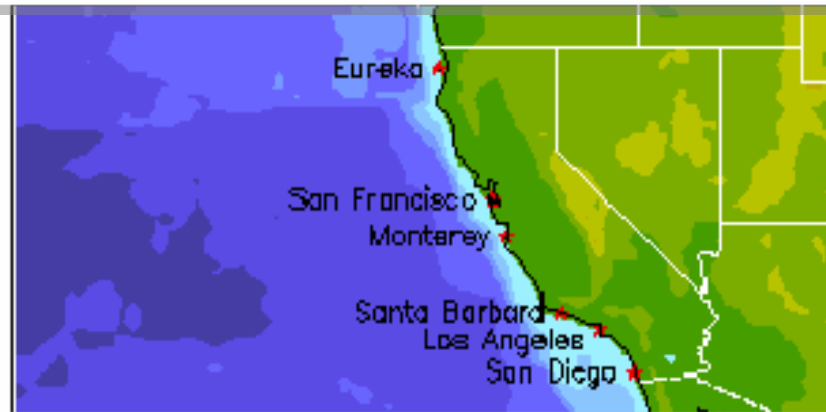 Eureka
San Francisco
Monterey
Santa Barbara
Los Angeles
San Diego